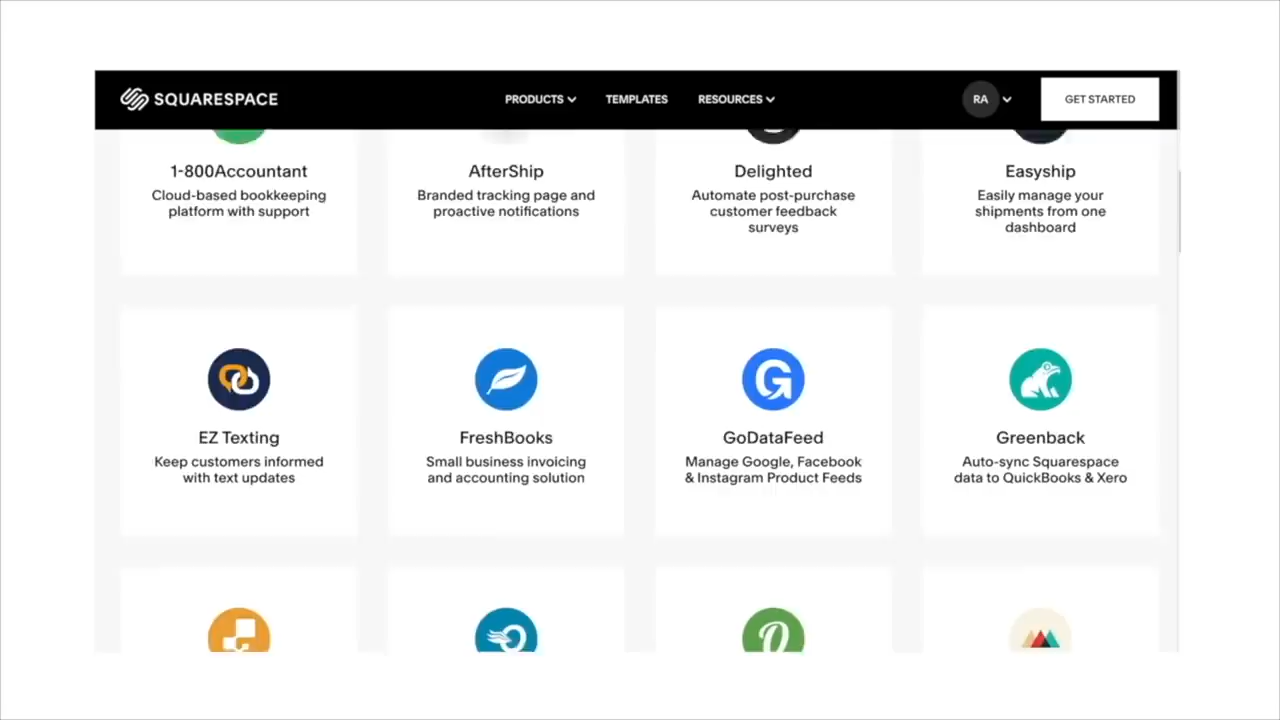 SQUARESPACE
PRODUCTS
TEMPLATES
RESOURCES
RA
GET STARTED
1-800Accountant
Cloud-based bookkeeping
platform with support
AfterShip
Branded tracking page and
proactive notifications
Delighted
Automate post-purchase
customer feedback
surveys
Easyship
Easily manage your
shipments from one
dashboard
EZ Texting
Keep customers informed
with text updates
FreshBooks
Small business invoicing
and accounting solution
GoDataFeed
Manage Google, Facebook
& Instagram Product Feeds
Greenback
Auto-sync Squarespace
data to QuickBooks & Xero